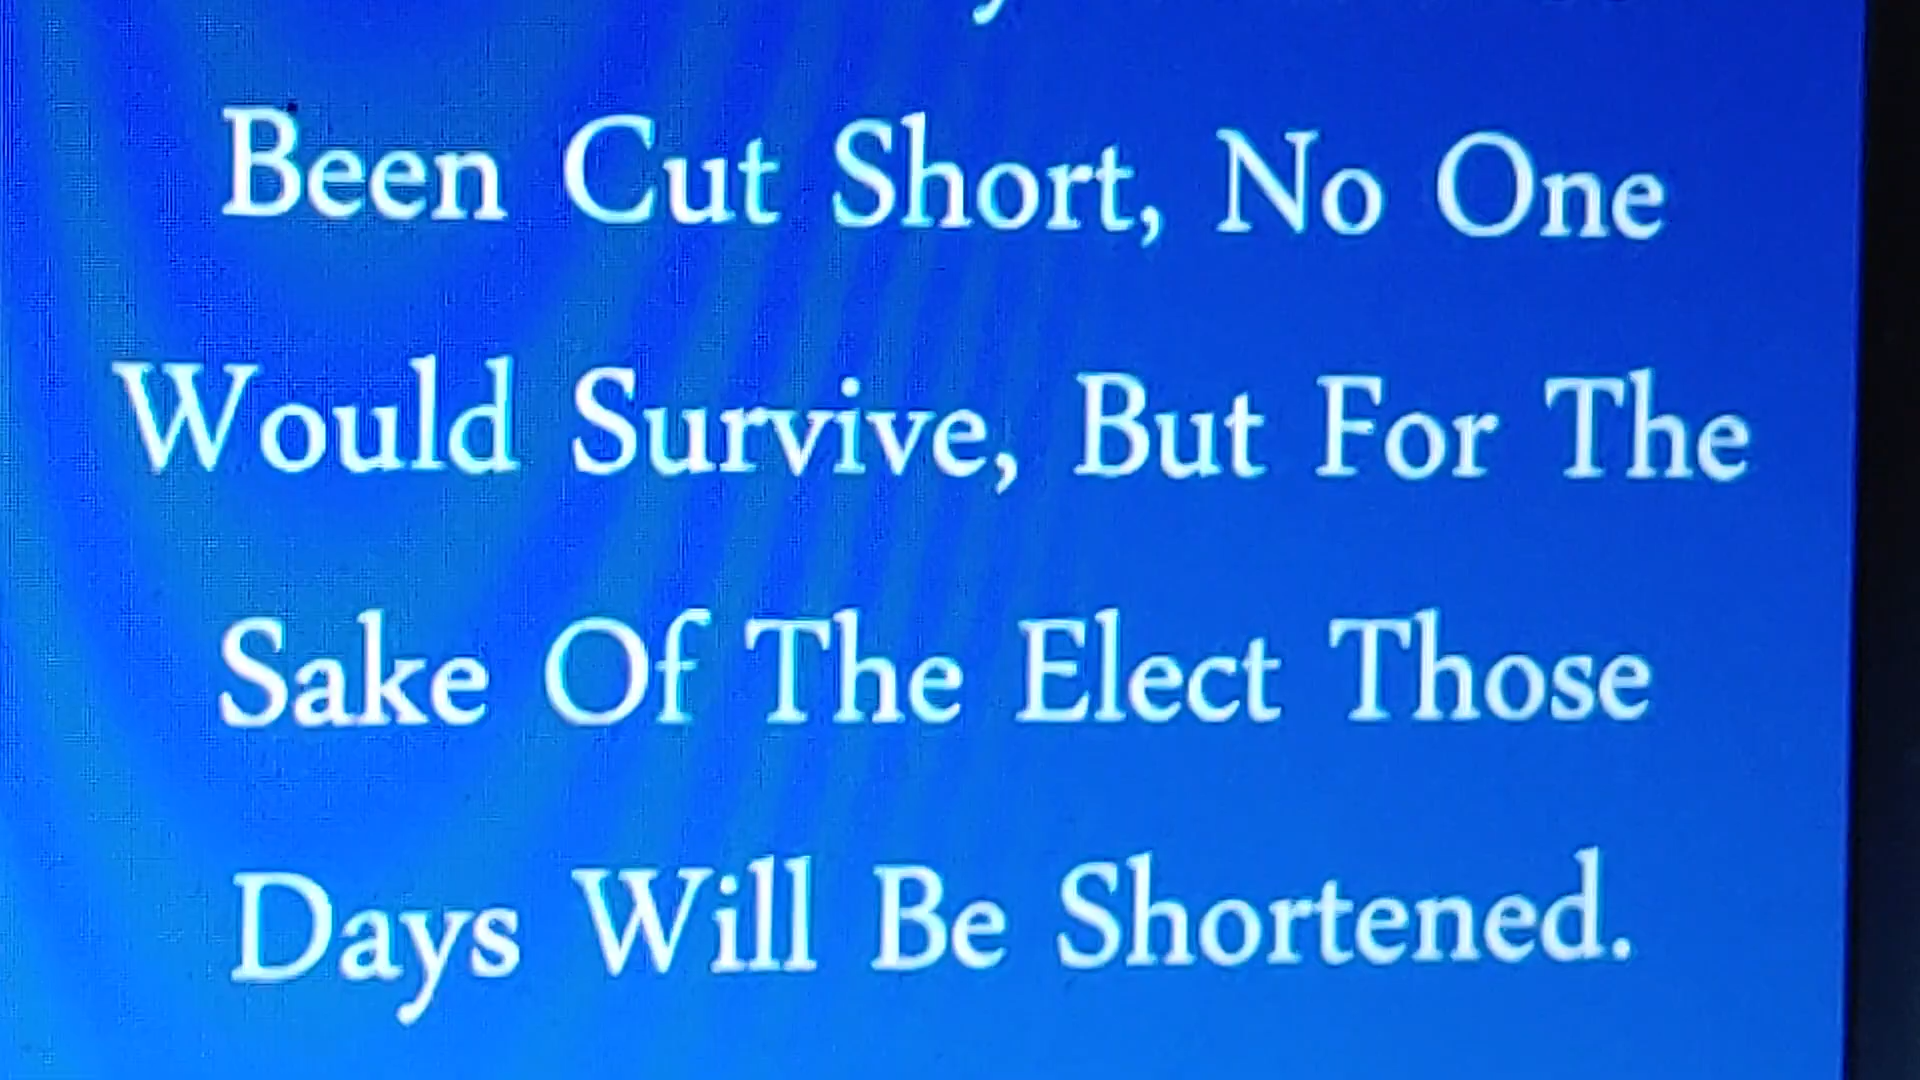 Been Cut Short, No One
Would Survive, But For The
Sake Of The Elect Those
Days Will Be Shortened.